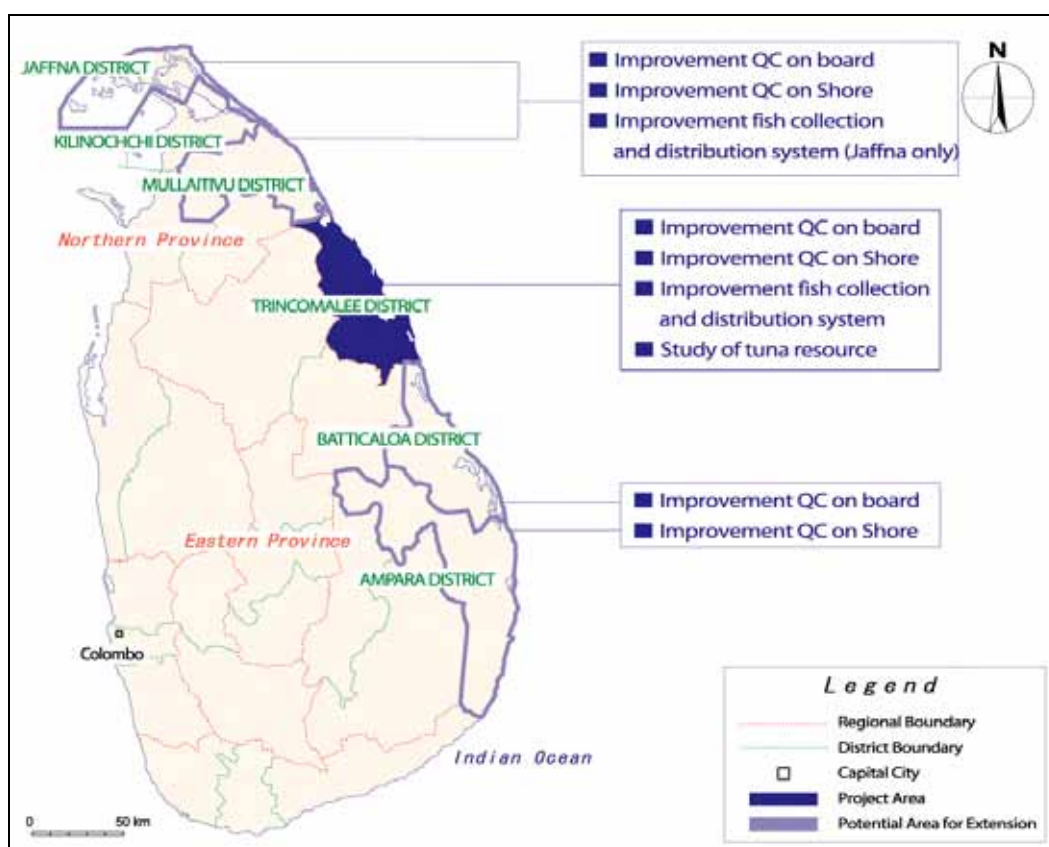 JAFFNA DISTRICT
KILINOCHCHI DISTRICT
MULLAITIVU DISTRICT
Northern Province
TRINCOMALEE DISTRICT
BATTICALOA DISTRICT
Eastern Province
AMPARA DISTRICT
Colombo
Indian Ocean
0 50 km
Improvement QC on board
Improvement QC on Shore
Improvement fish collection
and distribution system (Jaffna only)
N
Improvement QC on board
Improvement QC on Shore
Improvement fish collection
and distribution system
Study of tuna resource
Improvement QC on board
Improvement QC on Shore
Legend
Regional Boundary
District Boundary
Capital City
Project Area
Potential Area for Extension